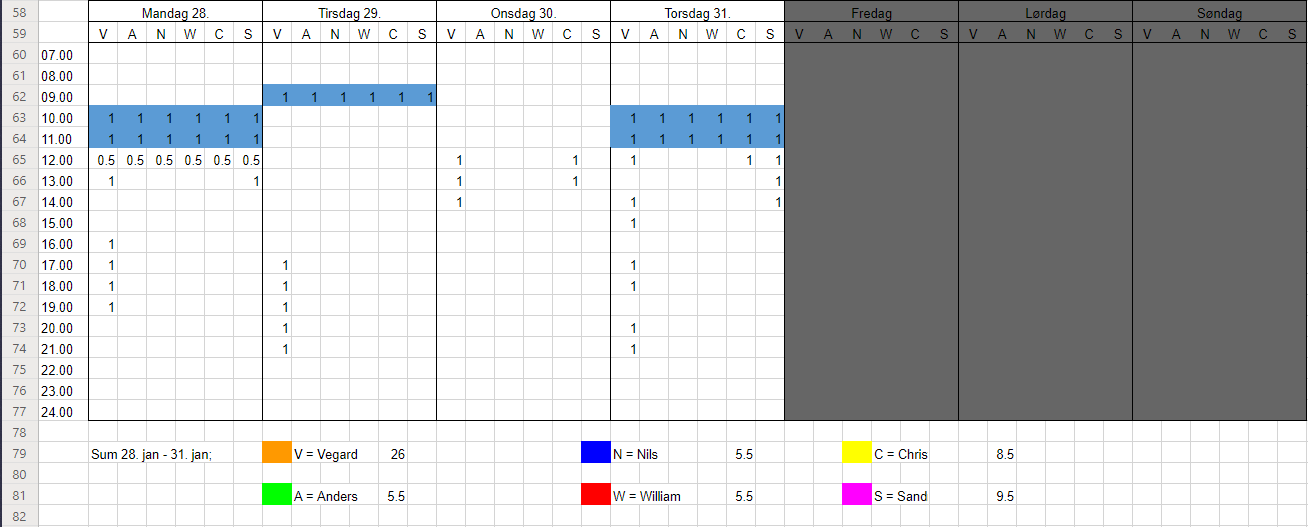 58 Mandag 28. Tirsdag 29. Onsdag 30. Torsdag 31. Fredag Lørdag Søndag
59 V A N W C S V A N W C S V A N W C S V A N W C S V A N W C S V A N W C S V A N W C S
60 07.00
61 08.00
62 09.00 1 1 1 1 1 1
63 10.00 1 1 1 1 1 1 1 1 1 1 1 1
64 11.00 1 1 1 1 1 1 1 1 1 1 1 1
65 12.00 0.5 0.5 0.5 0.5 0.5 0.5 1 1 1 1 1
66 13.00 1 1 1 1 1
67 14.00 1 1 1
68 15.00 1
69 16.00 1
70 17.00 1 1 1
71 18.00 1 1 1
72 19.00 1 1
73 20.00 1 1
74 21.00 1 1
75 22.00
76 23.00
77 24.00
78
79 Sum 28. jan - 31. jan; V = Vegard 26 N = Nils 5.5 C = Chris 8.5
80
81 A = Anders 5.5 W = William 5.5 S = Sand 9.5
82